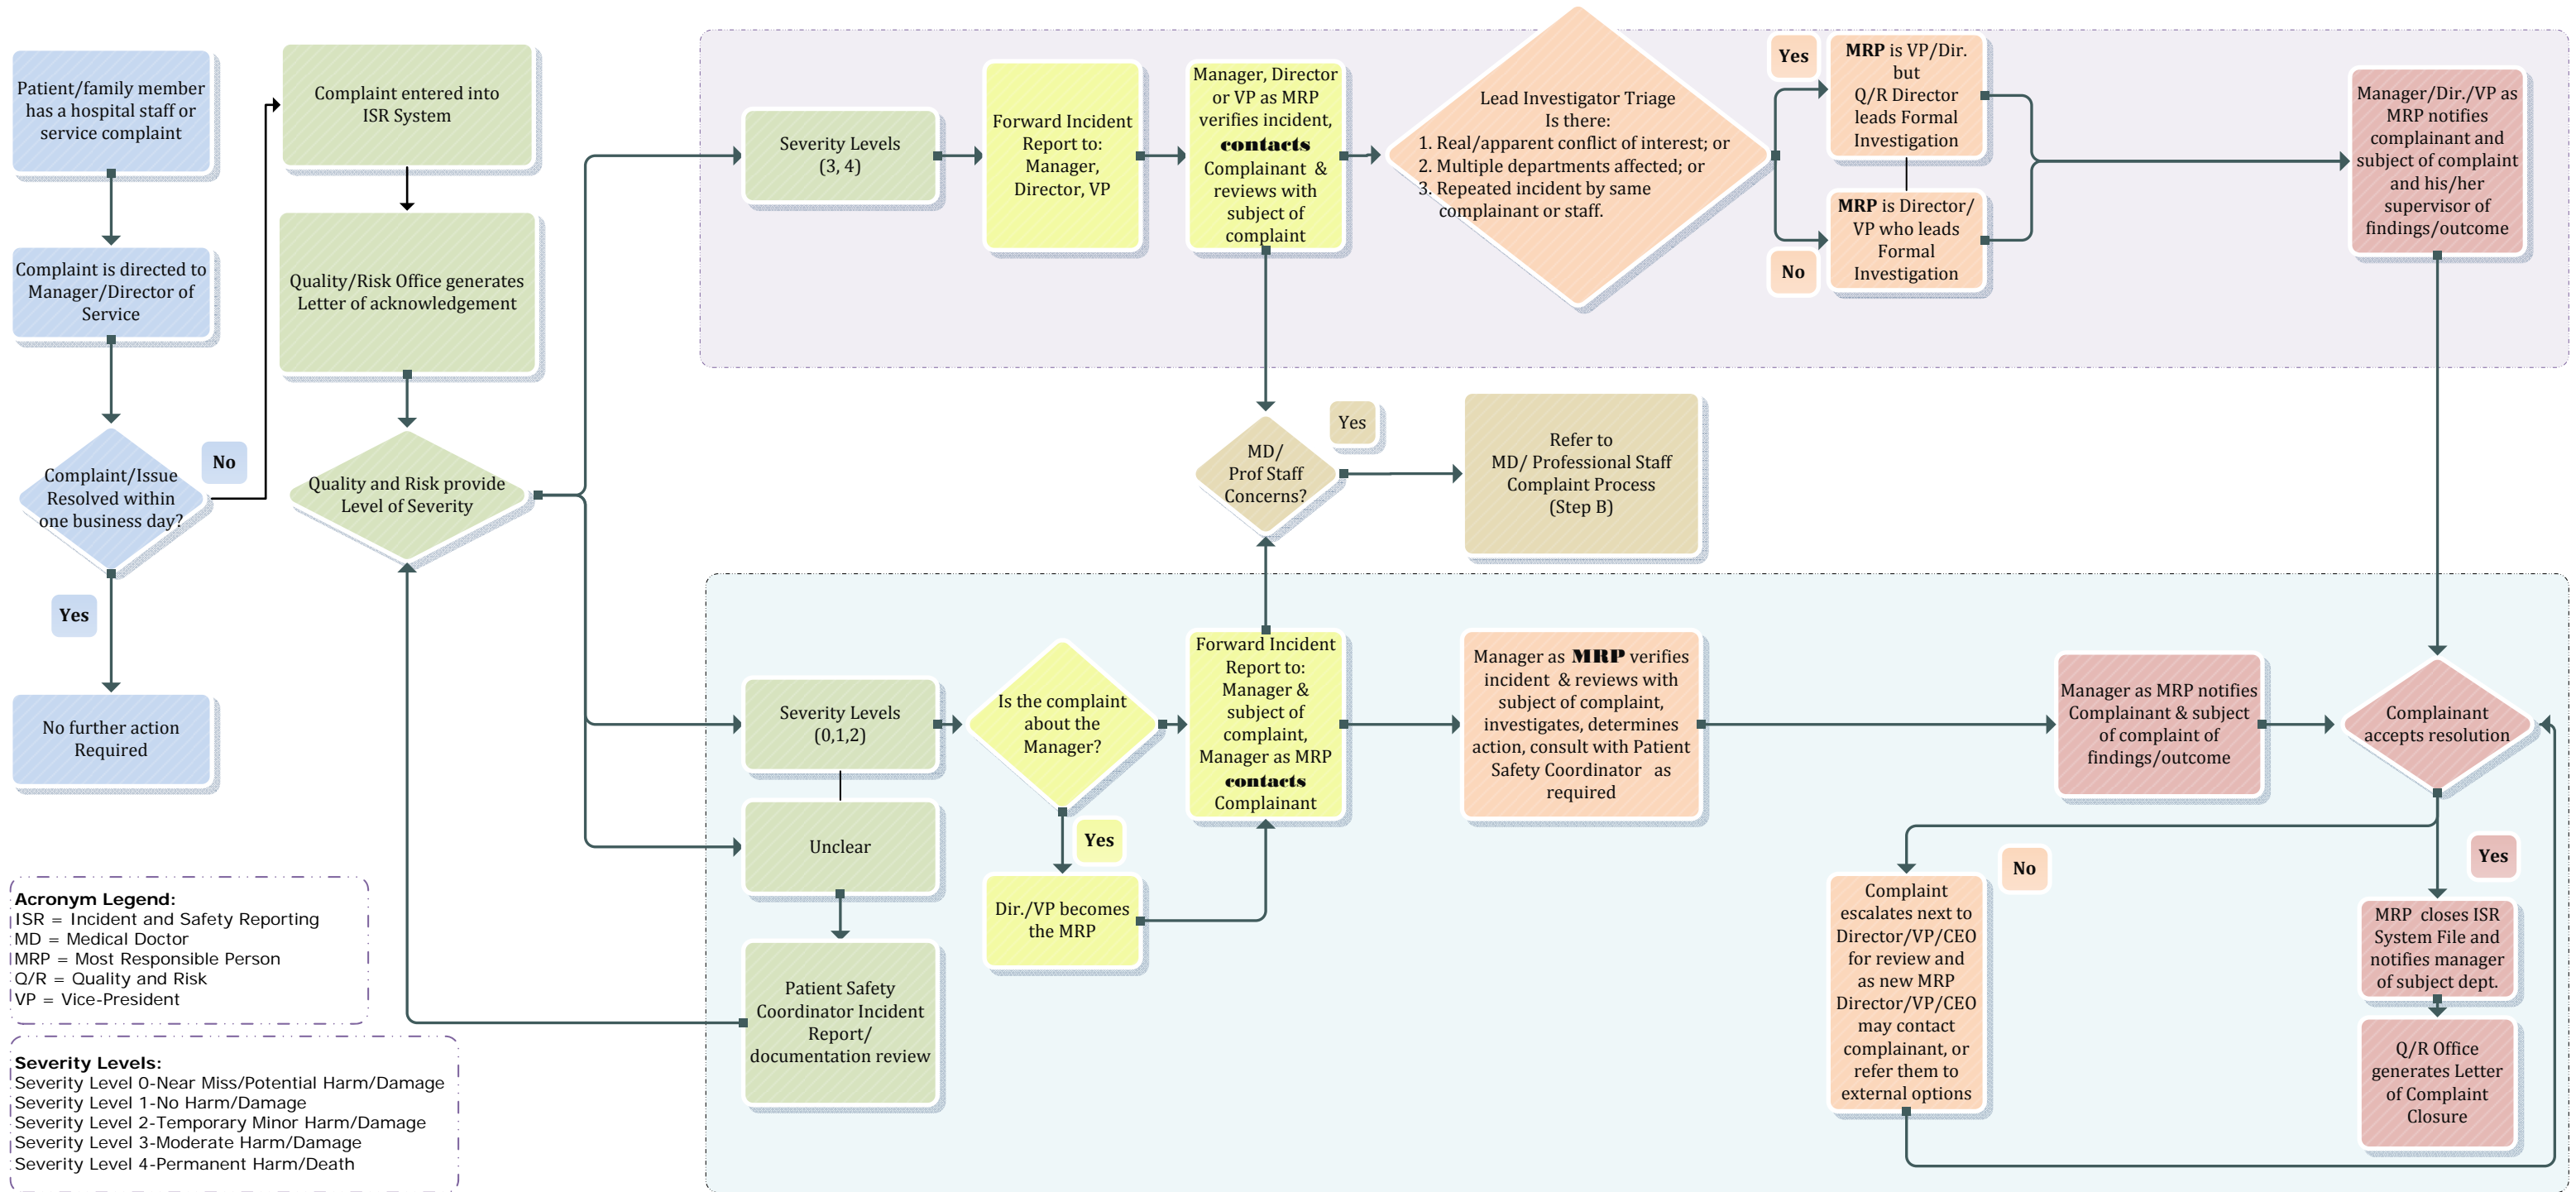 Patient/family member
has a hospital staff or
service complaint
Complaint is directed to
Manager/Director of
Service
Complaint/Issue
Resolved within
one business day?
No
Yes
No further action
Required
Complaint entered into
ISR System
Quality/Risk Office generates
Letter of acknowledgement
Quality and Risk provide
Level of Severity
Severity Levels
(3, 4)
Forward Incident
Report to:
Manager,
Director, VP
Manager, Director
or VP as MRP
verifies incident,
contacts
Complainant &
reviews with
subject of
complaint
Lead Investigator Triage
Is there:
1. Real/apparent conflict of interest; or
2. Multiple departments affected; or
3. Repeated incident by same
complainant or staff.
Yes
No
MRP is VP/Dir.
but
Q/R Director
leads Formal
Investigation
MRP is Director/
VP who leads
Formal
Investigation
Manager/Dir./VP as
MRP notifies
complainant and
subject of complaint
and his/her
supervisor of
findings/outcome
MD/
Prof Staff
Concerns?
Yes
Refer to
MD/ Professional Staff
Complaint Process
(Step B)
Severity Levels
(0,1,2)
Unclear
Patient Safety
Coordinator Incident
Report/
documentation review
Is the complaint
about the
Manager?
Yes
Dir./VP becomes
the MRP
Forward Incident
Report to:
Manager &
subject of
complaint,
Manager as MRP
contacts
Complainant
Manager as MRP verifies
incident & reviews with
subject of complaint,
investigates, determines
action, consult with Patient
Safety Coordinator as
required
Manager as MRP notifies
Complainant & subject
of complaint of
findings/outcome
Complainant
accepts resolution
No
Yes
Complaint
escalates next to
Director/VP/CEO
for review and
as new MRP
Director/VP/CEO
may contact
complainant, or
refer them to
external options
MRP closes ISR
System File and
notifies manager
of subject dept.
Q/R Office
generates Letter
of Complaint
Closure
Acronym Legend:
ISR = Incident and Safety Reporting
MD = Medical Doctor
MRP = Most Responsible Person
Q/R = Quality and Risk
VP = Vice-President
Severity Levels:
Severity Level 0-Near Miss/Potential Harm/Damage
Severity Level 1-No Harm/Damage
Severity Level 2-Temporary Minor Harm/Damage
Severity Level 3-Moderate Harm/Damage
Severity Level 4-Permanent Harm/Death